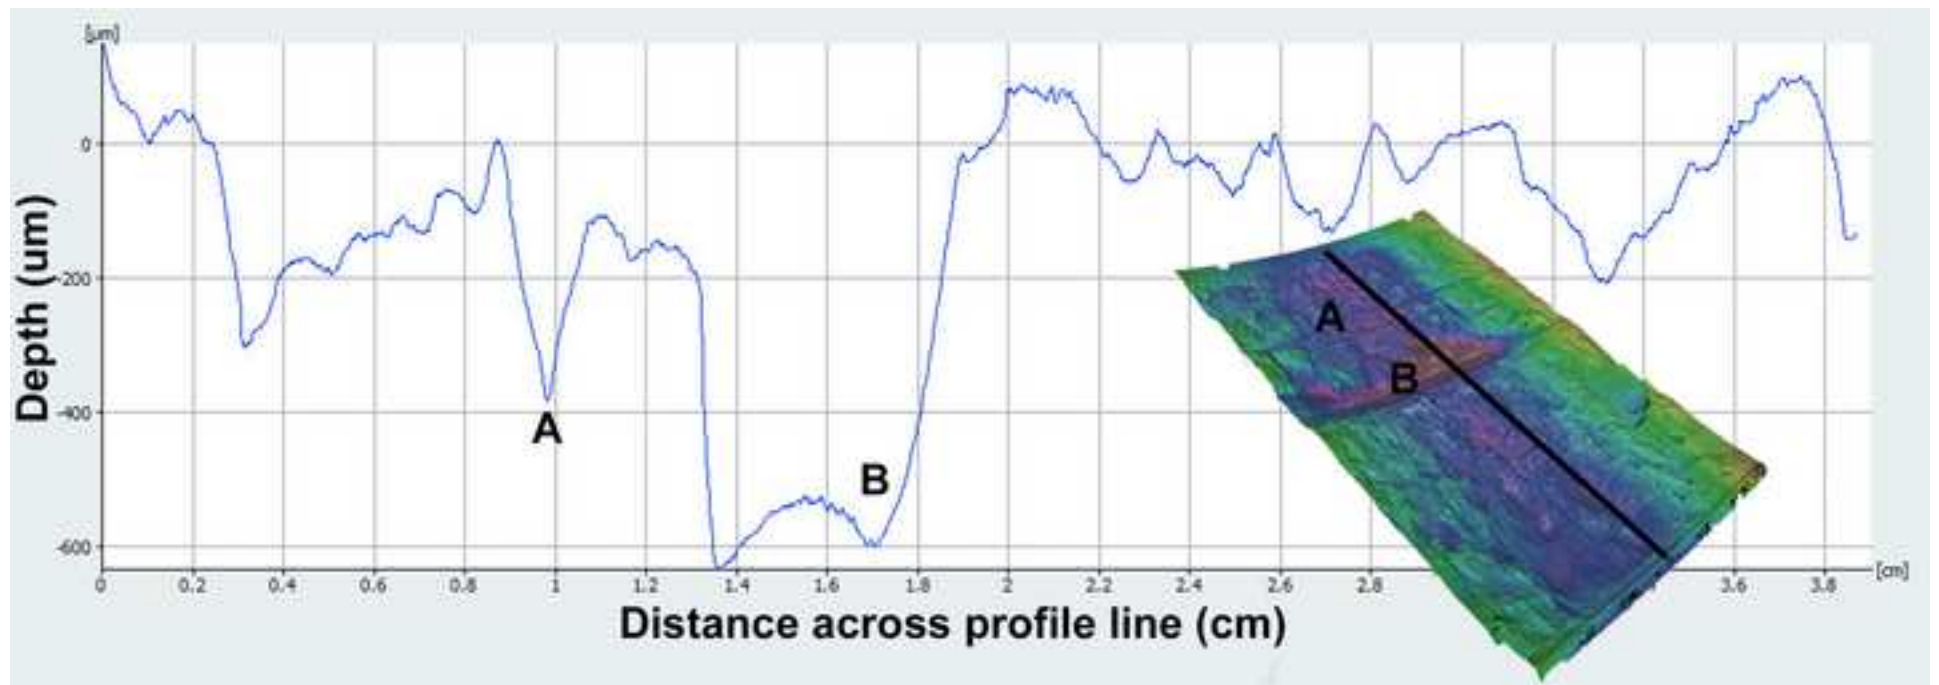 [µm]
0
-200
-400
-600
Depth (um)
A
B
A
B
0 0.2 0.4 0.6 0.8 1 1.2 1.4 1.6 1.8 2 2.2 2.4 2.6 2.8 3.6 3.8 [cm]
Distance across profile line (cm)